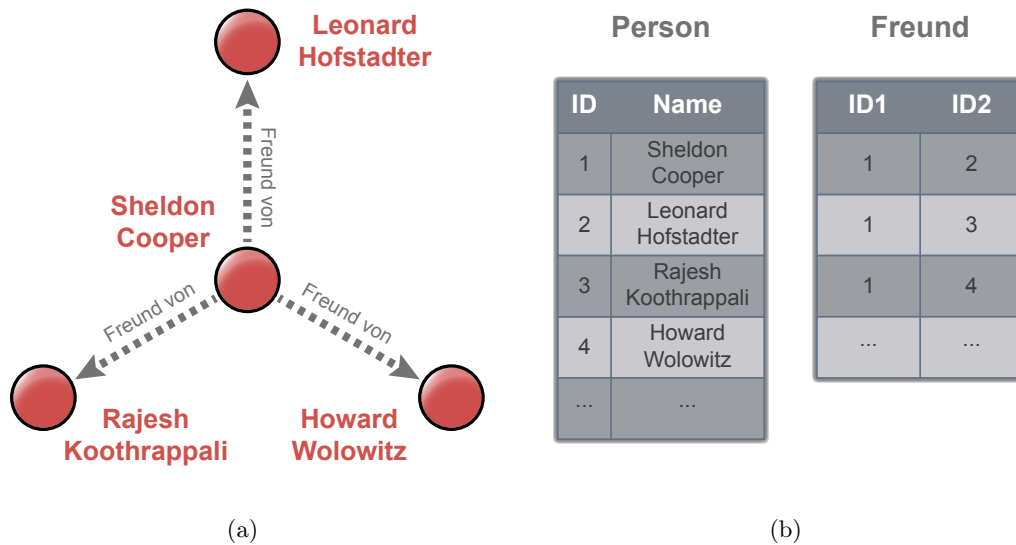 Leonard
Hofstadter
Freund von
Sheldon
Cooper
Freund von
Freund von
Rajesh
Koothrappali
Howard
Wolowitz
(a)
Person
ID Name
1 Sheldon
Cooper
2 Leonard
Hofstadter
3 Rajesh
Koothrappali
4 Howard
Wolowitz
... ...
Freund
ID1 ID2
1 2
1 3
1 4
... ...
(b)